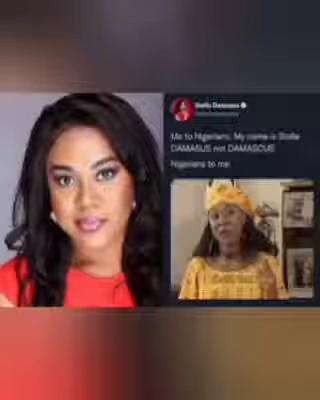 Stella Damasus
Me to Nigerians: My name is Stella
DAMASUS not DAMASCUS
Nigerians to me